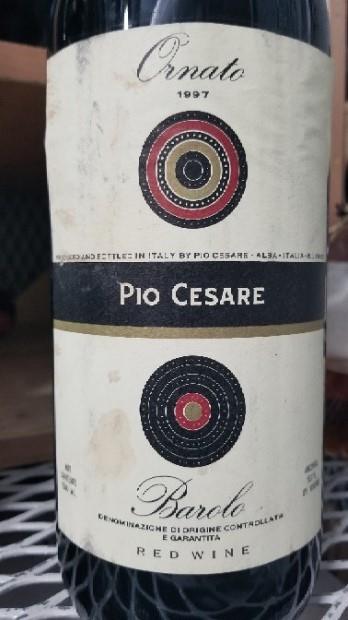 Ornato
1997
AND BOTTLED IN ITALY BY PIO CESARE - ALBA - ITALIA
PIO CESARE
Barolo
DENOMINAZIONE DI ORIGINE CONTROLLATA
E GARANTITA
RED WINE